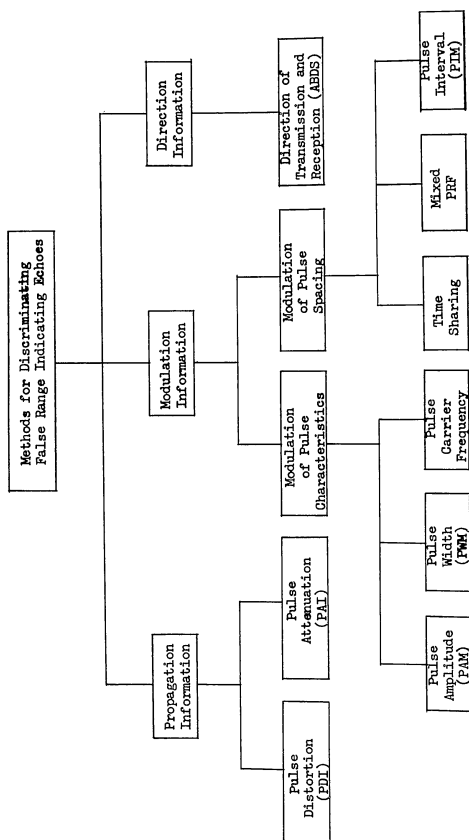 Methods for Discriminating
False Range Indicating Echoes
Propagation
Information
Modulation
Information
Direction
Information
Pulse
Distortion
(PDI)
Pulse
Attenuation
(PAI)
Modulation
of Pulse
Characteristics
Modulation
of Pulse
Spacing
Direction of
Transmission and
Reception (ABDS)
Pulse
Amplitude
(PAM)
Pulse
Width
(PWM)
Pulse
Carrier
Frequency
Time
Sharing
Mixed
PRF
Pulse
Interval
(PIM)